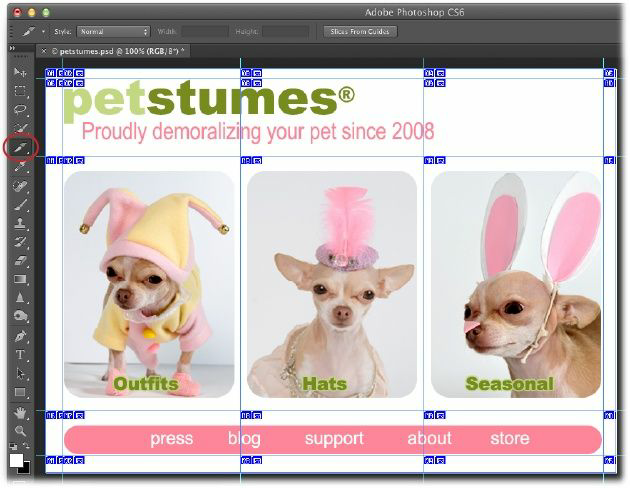 Adobe Photoshop CS6
Style: Normal Width: Height: Slices From Guides
× © petstumes.psd @ 100% (RGB/8*) *
petstumes®
Proudly demoralizing your pet since 2008
Outfits Hats Seasonal
press blog support about store